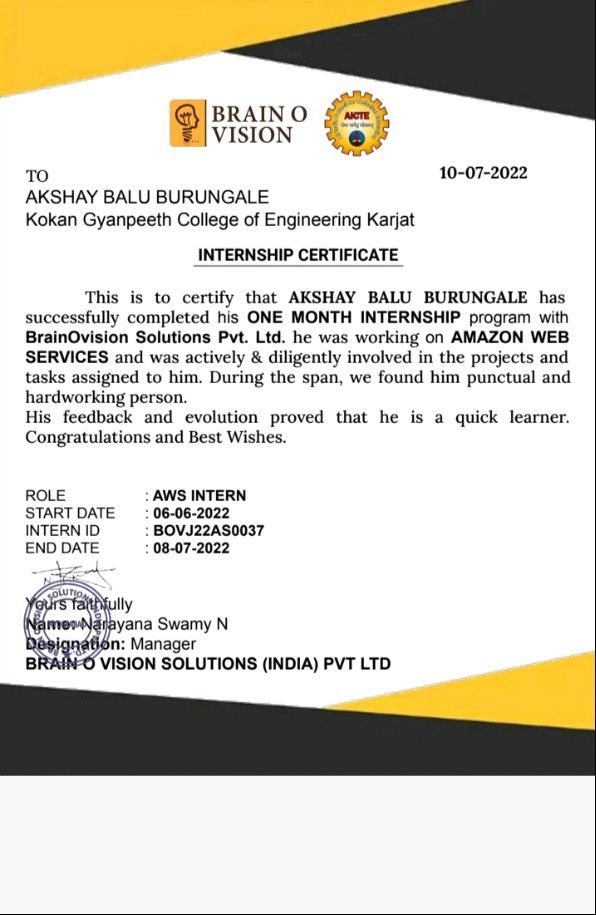 BRAIN O
VISION
AICTE
TO
10-07-2022
AKSHAY BALU BURUNGALE
Kokan Gyanpeeth College of Engineering Karjat
INTERNSHIP CERTIFICATE
This is to certify that AKSHAY BALU BURUNGALE has
successfully completed his ONE MONTH INTERNSHIP program with
BrainOvision Solutions Pvt. Ltd. he was working on AMAZON WEB
SERVICES and was actively & diligently involved in the projects and
tasks assigned to him. During the span, we found him punctual and
hardworking person.
His feedback and evolution proved that he is a quick learner.
Congratulations and Best Wishes.
ROLE : AWS INTERN
START DATE : 06-06-2022
INTERN ID : BOVJ22AS0037
END DATE : 08-07-2022
Yours faithfully
Name: Narayana Swamy N
Designation: Manager
BRAIN O VISION SOLUTIONS (INDIA) PVT LTD